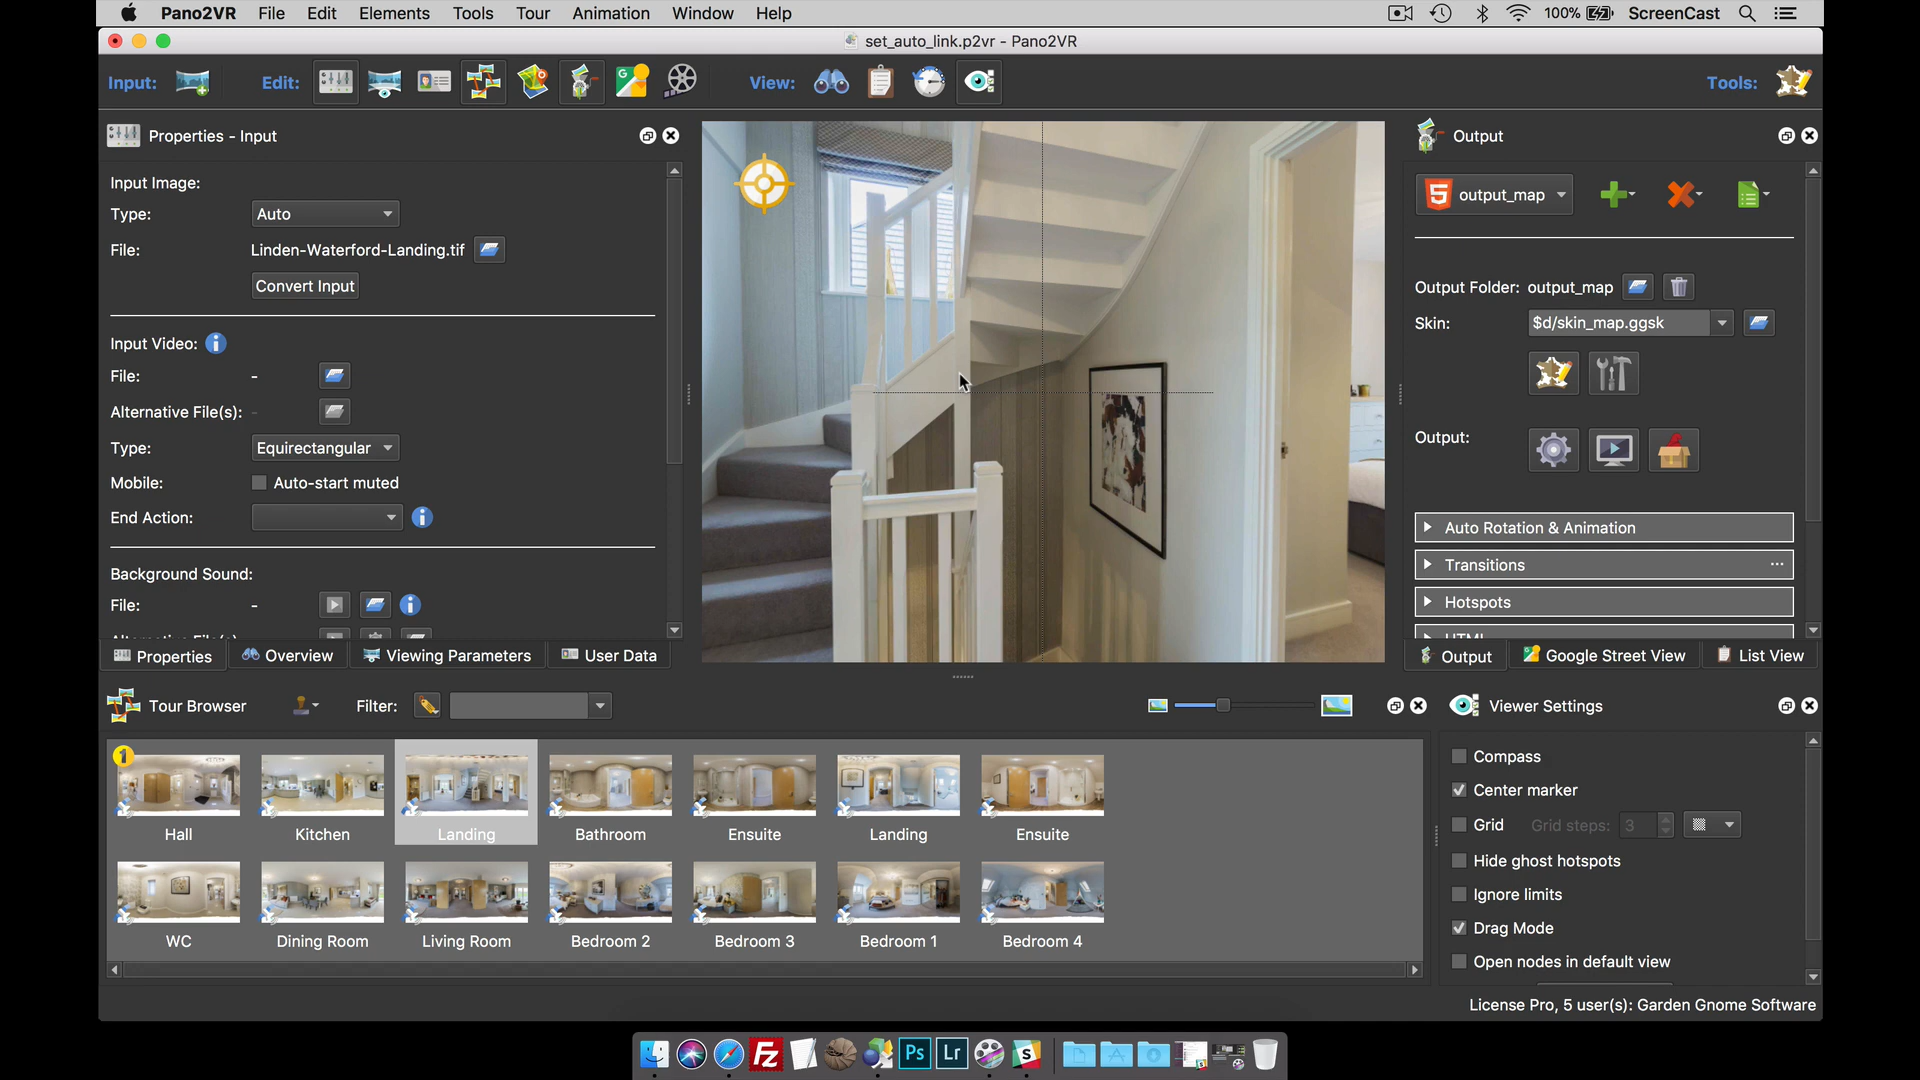 Pano2VR File Edit Elements Tools Tour Animation Window Help 100% ScreenCast
set_auto_link.p2vr - Pano2VR
Input: Edit: View: Tools:
Properties - Input
Input Image:
Type: Auto
File: Linden-Waterford-Landing.tif
Convert Input
Input Video:
File: -
Alternative File(s): -
Type: Equirectangular
Mobile: Auto-start muted
End Action:
Background Sound:
File: -
Properties Overview Viewing Parameters User Data
Output
output_map
Output Folder: output_map
Skin: $d/skin_map.ggsk
Output:
Auto Rotation & Animation
Transitions
Hotspots
HTML
Output Google Street View List View
Tour Browser Filter:
1
Hall Kitchen Landing Bathroom Ensuite Landing Ensuite
WC Dining Room Living Room Bedroom 2 Bedroom 3 Bedroom 1 Bedroom 4
Viewer Settings
Compass
Center marker
Grid Grid steps: 3
Hide ghost hotspots
Ignore limits
Drag Mode
Open nodes in default view
License Pro, 5 user(s): Garden Gnome Software
Fz Ps Lr S